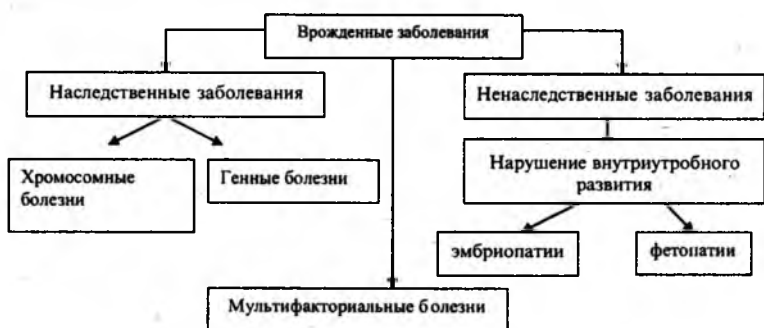 Врожденные заболевания
Наследственные заболевания
Ненаследственные заболевания
Хромосомные
болезни
Генные болезни
Нарушение внутриутробного
развития
эмбриопатии
фетопатии
Мультифакториальные болезни